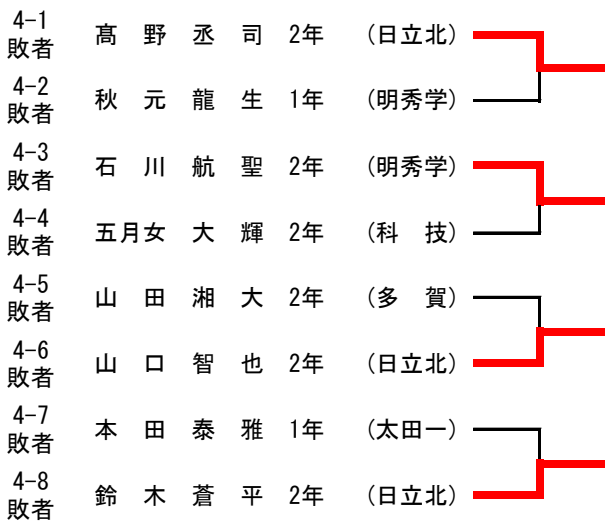 4-1
敗者 髙野丞司 2年 (日立北)
4-2
敗者 秋元龍生 1年 (明秀学)
4-3
敗者 石川航聖 2年 (明秀学)
4-4
敗者 五月女大輝 2年 (科技)
4-5
敗者 山田湘大 2年 (多賀)
4-6
敗者 山口智也 2年 (日立北)
4-7
敗者 本田泰雅 1年 (太田一)
4-8
敗者 鈴木蒼平 2年 (日立北)